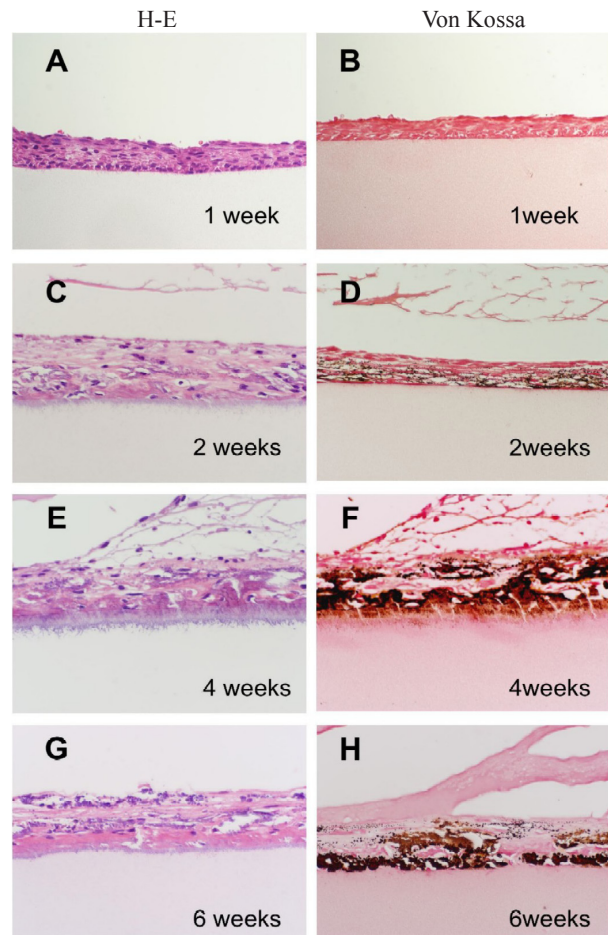 H-E Von Kossa
A B
1 week 1week
C D
2 weeks 2weeks
E F
4 weeks 4weeks
G H
6 weeks 6weeks